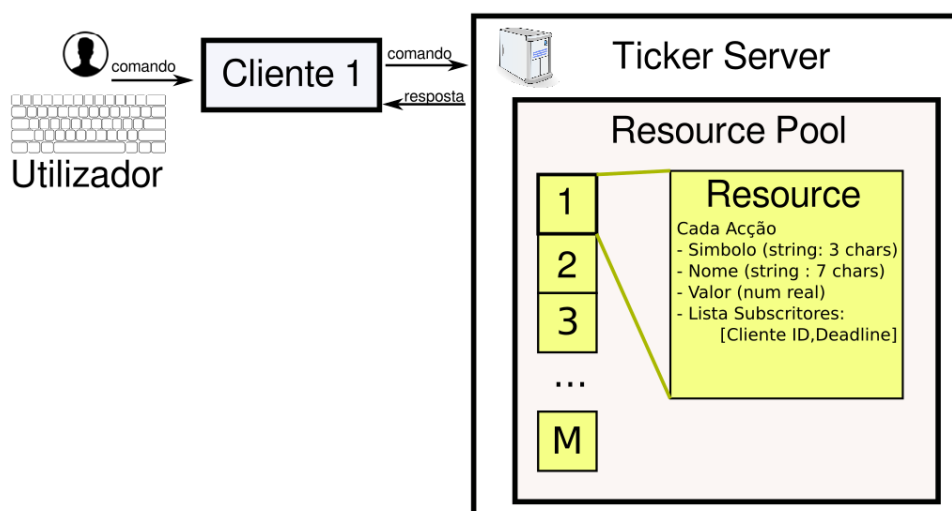 comando
Utilizador
Cliente 1
comando
resposta
Ticker Server
Resource Pool
1
2
3
...
M
Resource
Cada Acção
- Simbolo (string: 3 chars)
- Nome (string : 7 chars)
- Valor (num real)
- Lista Subscritores:
[Cliente ID,Deadline]